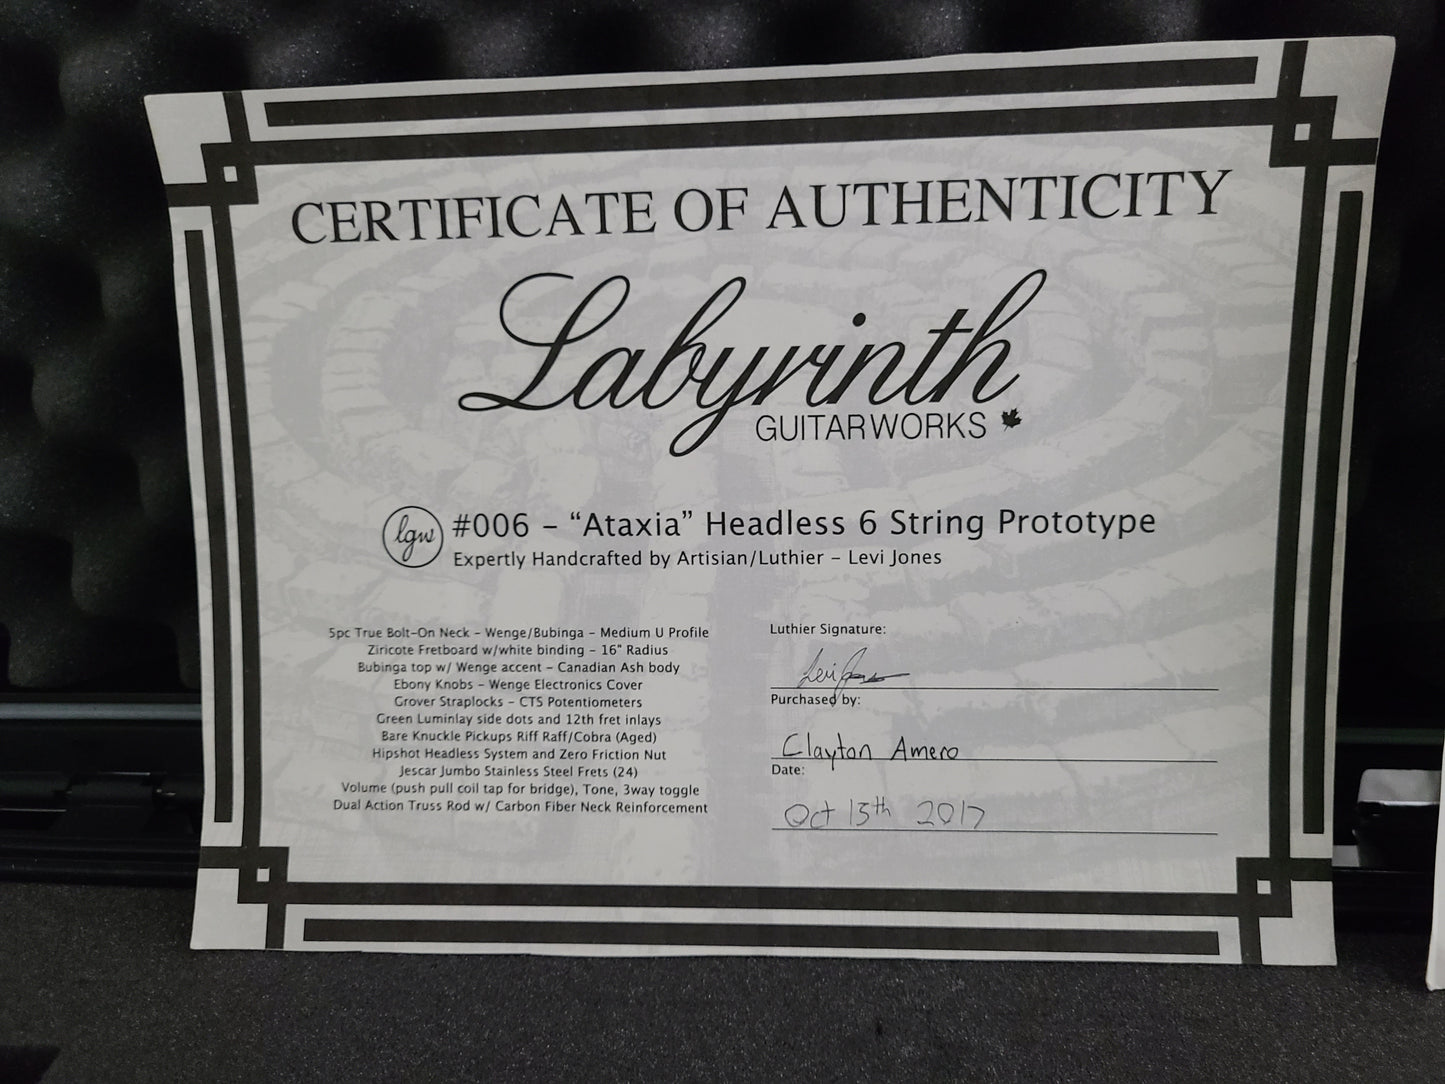 CERTIFICATE OF AUTHENTICITY
Labyrinth
GUITARWORKS
lgw
#006 – “Ataxia” Headless 6 String Prototype
Expertly Handcrafted by Artisian/Luthier – Levi Jones
5pc True Bolt-On Neck – Wenge/Bubinga – Medium U Profile
Ziricote Fretboard w/white binding – 16" Radius
Bubinga top w/ Wenge accent – Canadian Ash body
Ebony Knobs – Wenge Electronics Cover
Grover Straplocks – CTS Potentiometers
Green Luminlay side dots and 12th fret inlays
Bare Knuckle Pickups Riff Raff/Cobra (Aged)
Hipshot Headless System and Zero Friction Nut
Jescar Jumbo Stainless Steel Frets (24)
Volume (push pull coil tap for bridge), Tone, 3way toggle
Dual Action Truss Rod w/ Carbon Fiber Neck Reinforcement
Luthier Signature:
Levi Jones
Purchased by:
Clayton Amero
Date:
Oct 13th 2017